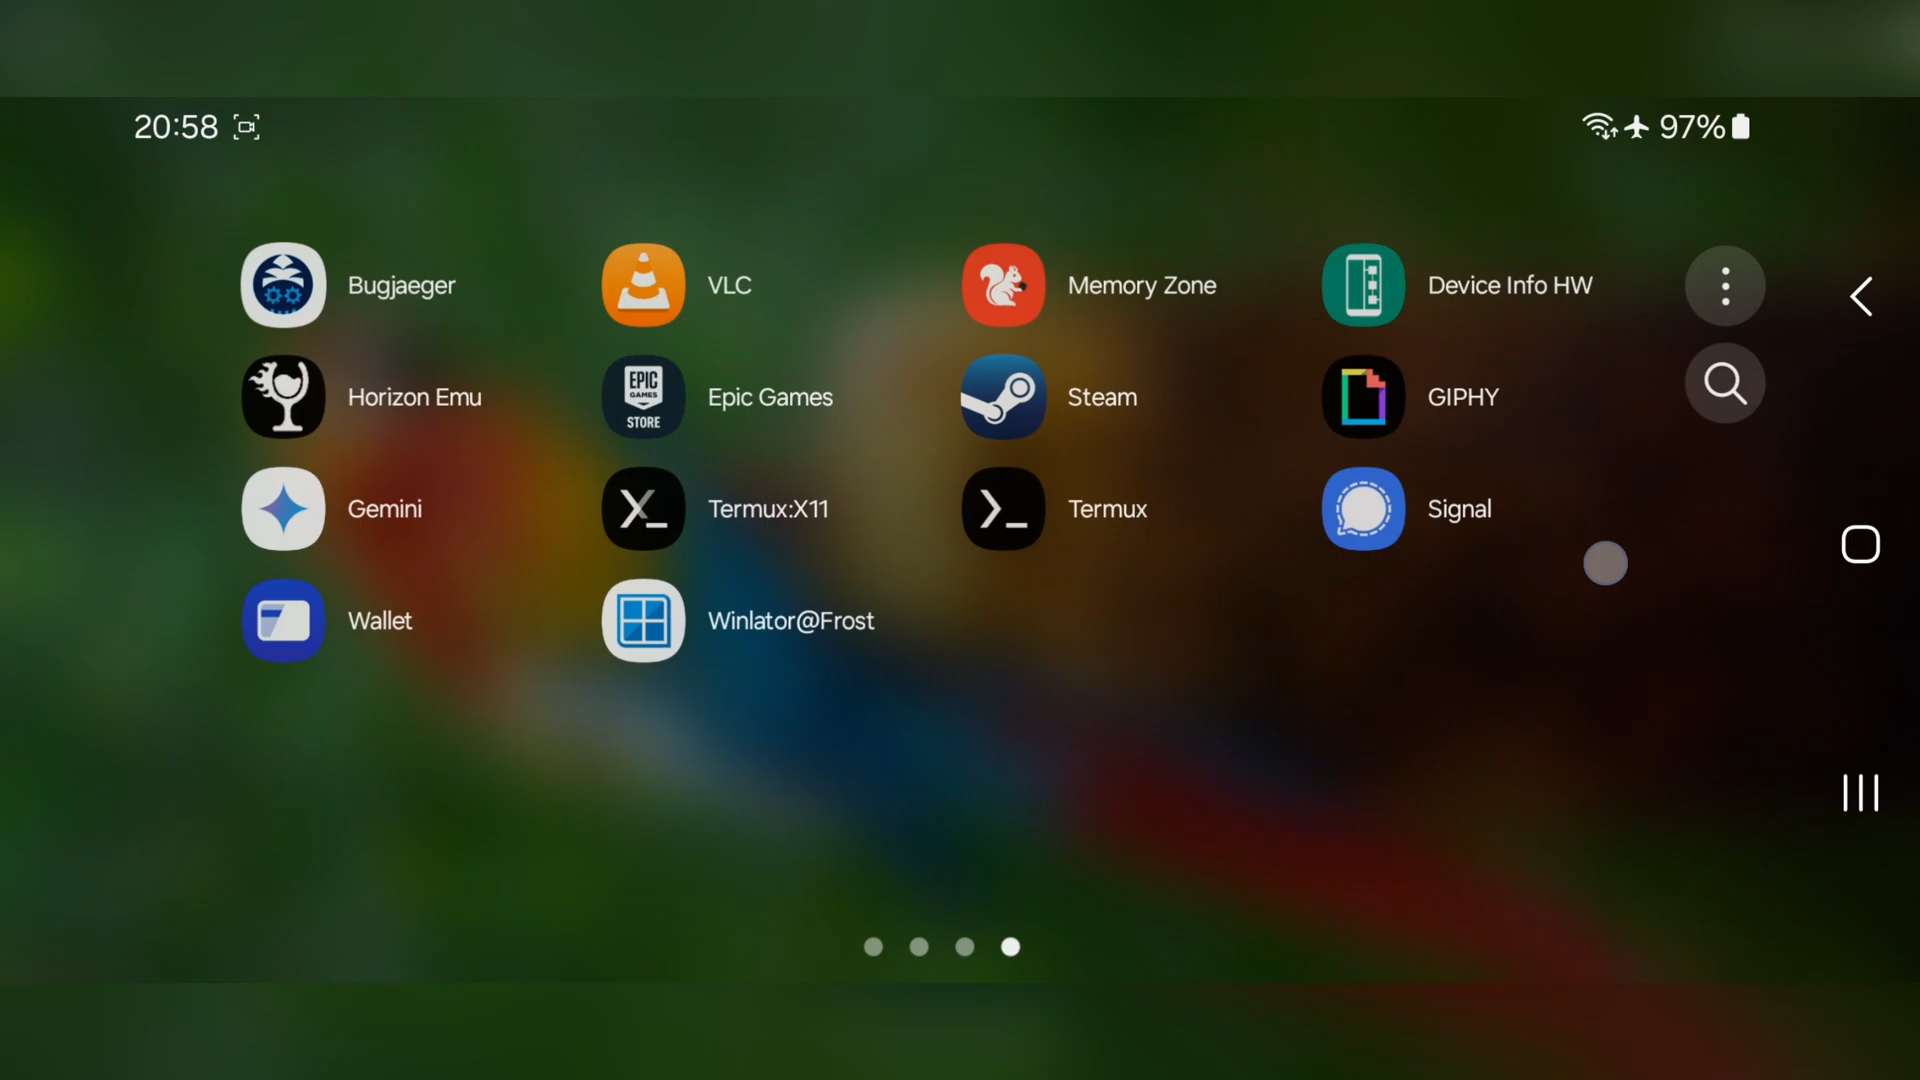 20:58 97%
Bugjaeger VLC Memory Zone Device Info HW
Horizon Emu EPIC GAMES STORE Epic Games Steam GIPHY
Gemini X_ Termux:X11 >_ Termux Signal
Wallet Winlator@Frost